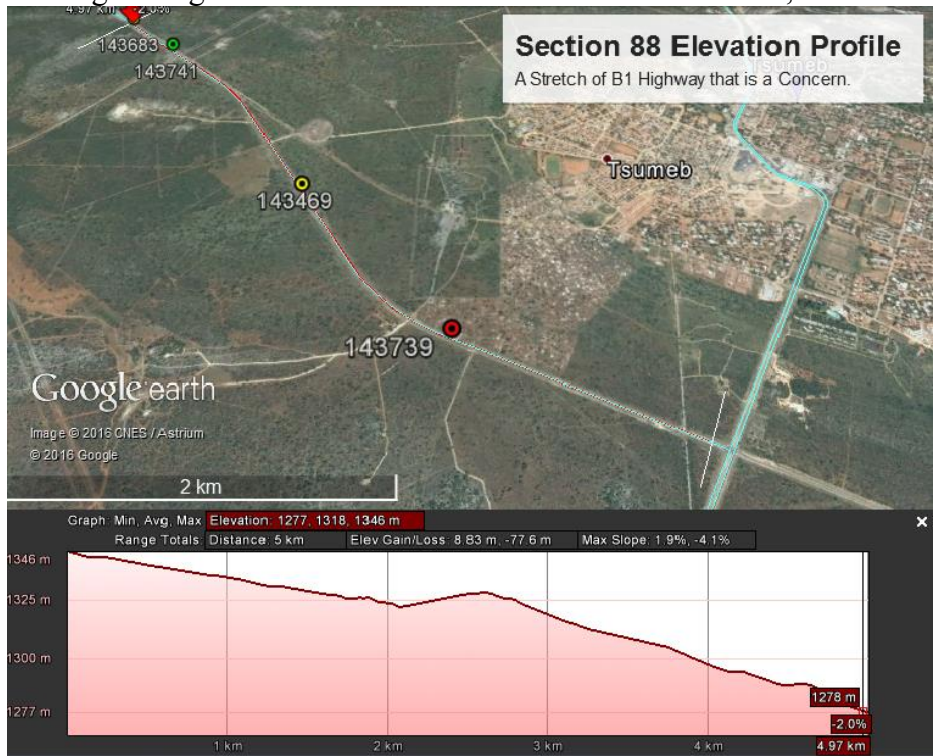 4.97 km -2.0%
Section 88 Elevation Profile
A Stretch of B1 Highway that is a Concern.
143683
143741
Tsumeb
Tsumeb
143469
143739
Google earth
Image © 2016 CNES / Astrium
© 2016 Google
2 km
Graph: Min, Avg, Max Elevation: 1277, 1318, 1346 m
Range Totals: Distance: 5 km Elev Gain/Loss: 8.83 m, -77.6 m Max Slope: 1.9%, -4.1%
1346 m
1325 m
1300 m
1278 m
1277 m
-2.0%
1 km 2 km 3 km 4 km 4.97 km